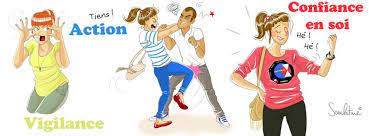 Vigilance
Tiens !
Action
Confiance
en soi
Hé !
Hé !